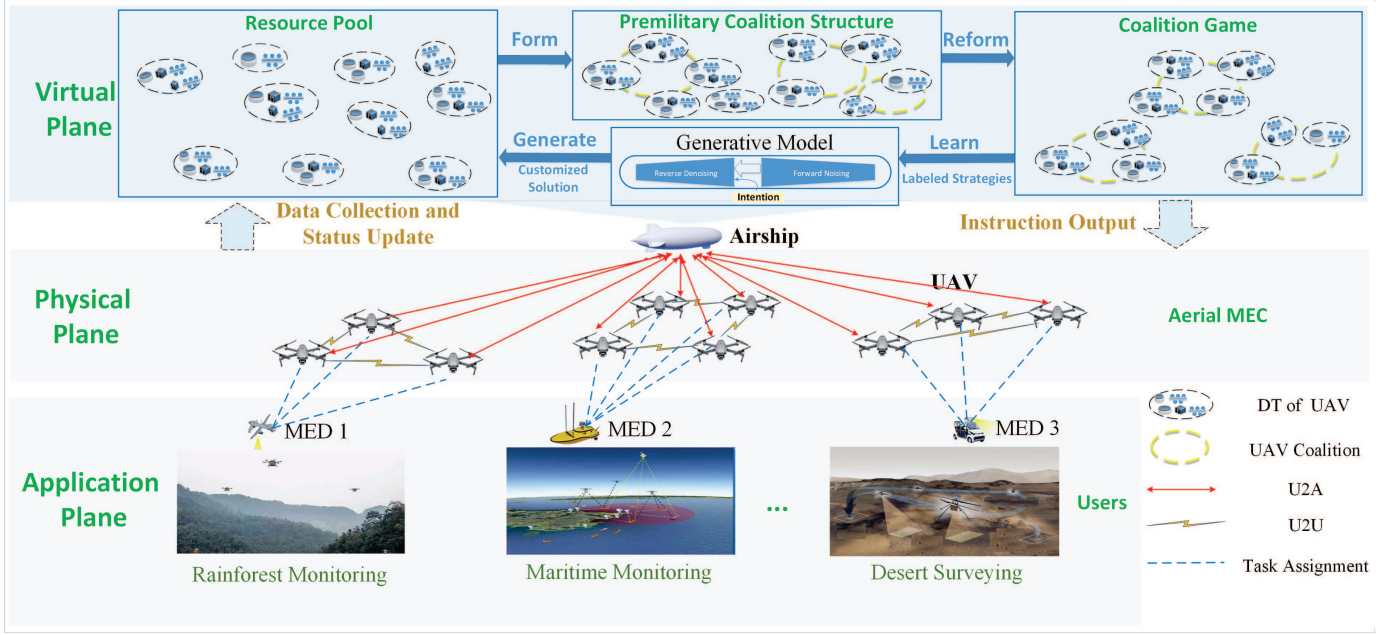 Resource Pool
Form
Premilitary Coalition Structure
Reform
Coalition Game
Virtual
Plane
Generate
Customized
Solution
Generative Model
Reverse Denoising
Forward Noising
Intention
Learn
Labeled Strategies
Data Collection and
Status Update
Airship
Instruction Output
Physical
Plane
UAV
Aerial MEC
MED 1
MED 2
MED 3
Application
Plane
...
Users
Rainforest Monitoring
Maritime Monitoring
Desert Surveying
DT of UAV
UAV Coalition
U2A
U2U
Task Assignment